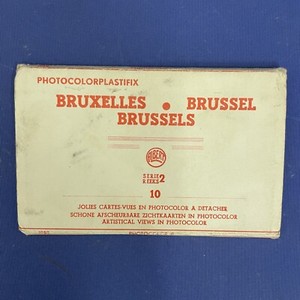 PHOTOCOLORPLASTIFIX
BRUXELLES • BRUSSEL
BRUSSELS
ALBERT
SERIE 2
REEKS
10
JOLIES CARTES-VUES EN PHOTOCOLOR A DETACHER
SCHONE AFSCHEURBARE ZICHTKAARTEN IN PHOTOCOLOR
ARTISTICAL VIEWS IN PHOTOCOLOR